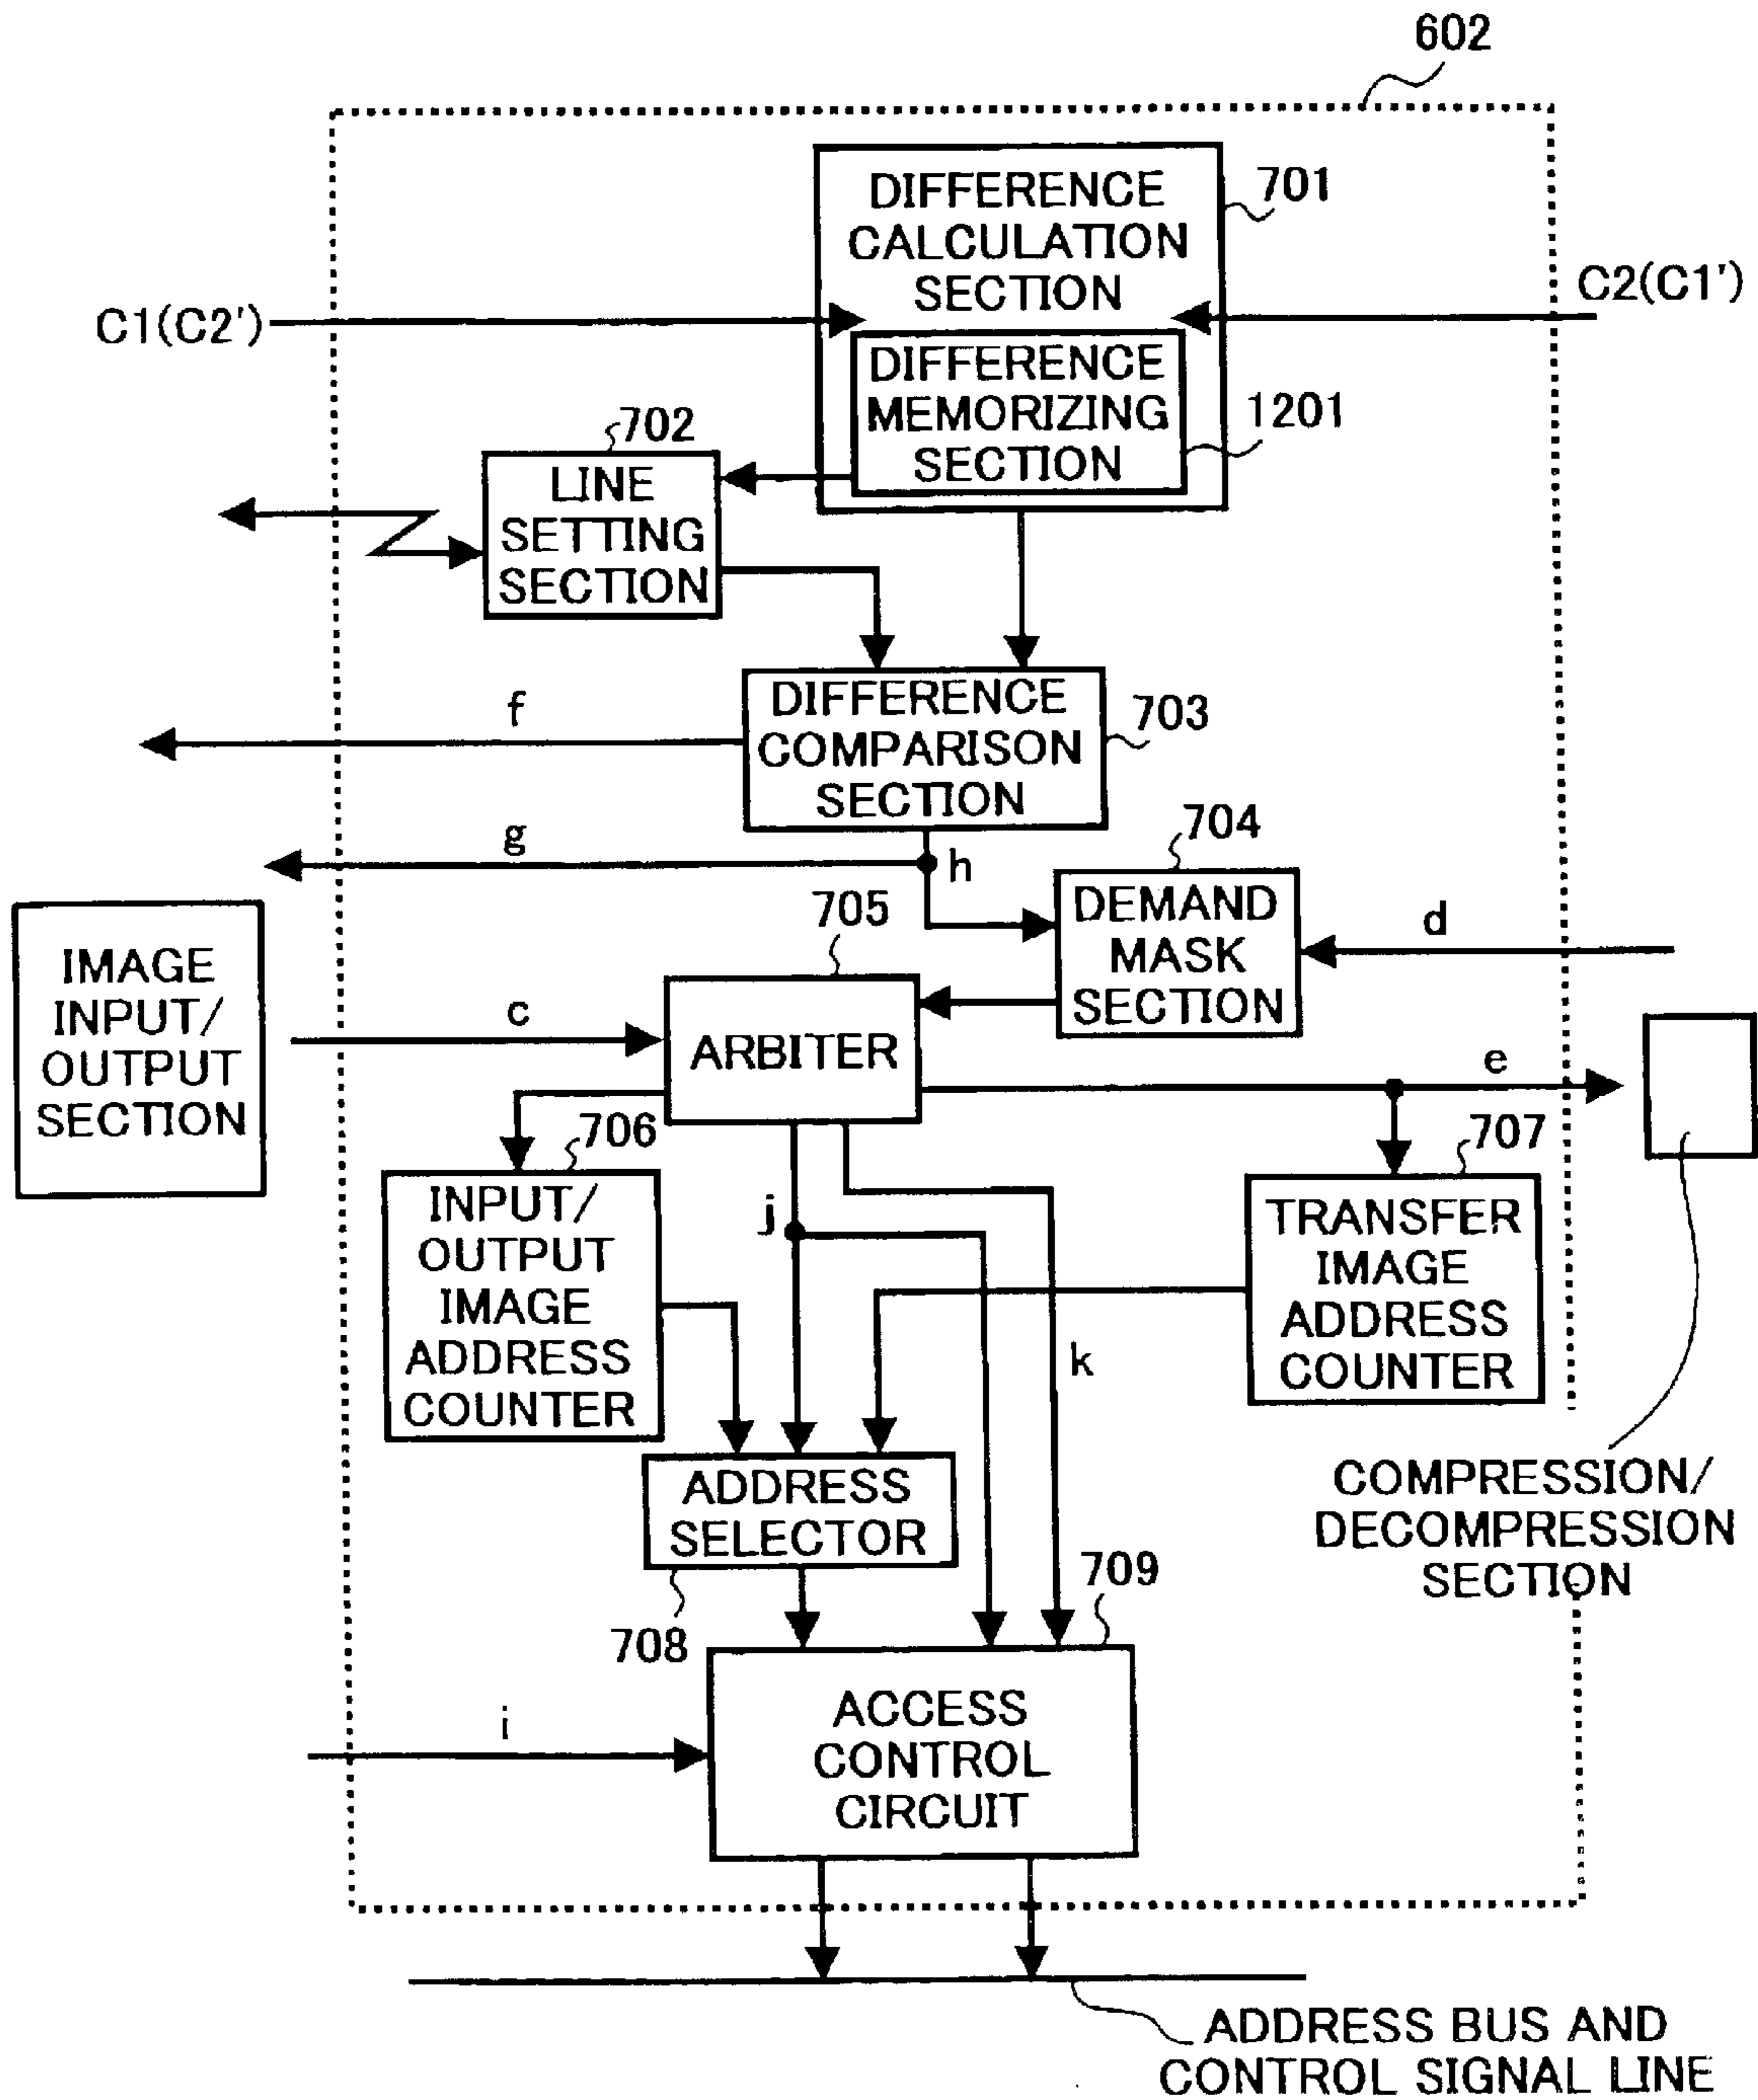 602
DIFFERENCE
CALCULATION
SECTION
701
C1(C2')
C2(C1')
DIFFERENCE
MEMORIZING
SECTION
1201
702
LINE
SETTING
SECTION
f
DIFFERENCE
COMPARISON
SECTION
703
g
h
704
DEMAND
MASK
SECTION
d
705
IMAGE
INPUT/
OUTPUT
SECTION
c
ARBITER
e
706
707
INPUT/
OUTPUT
IMAGE
ADDRESS
COUNTER
j
k
TRANSFER
IMAGE
ADDRESS
COUNTER
ADDRESS
SELECTOR
708
709
COMPRESSION/
DECOMPRESSION
SECTION
i
ACCESS
CONTROL
CIRCUIT
ADDRESS BUS AND
CONTROL SIGNAL LINE